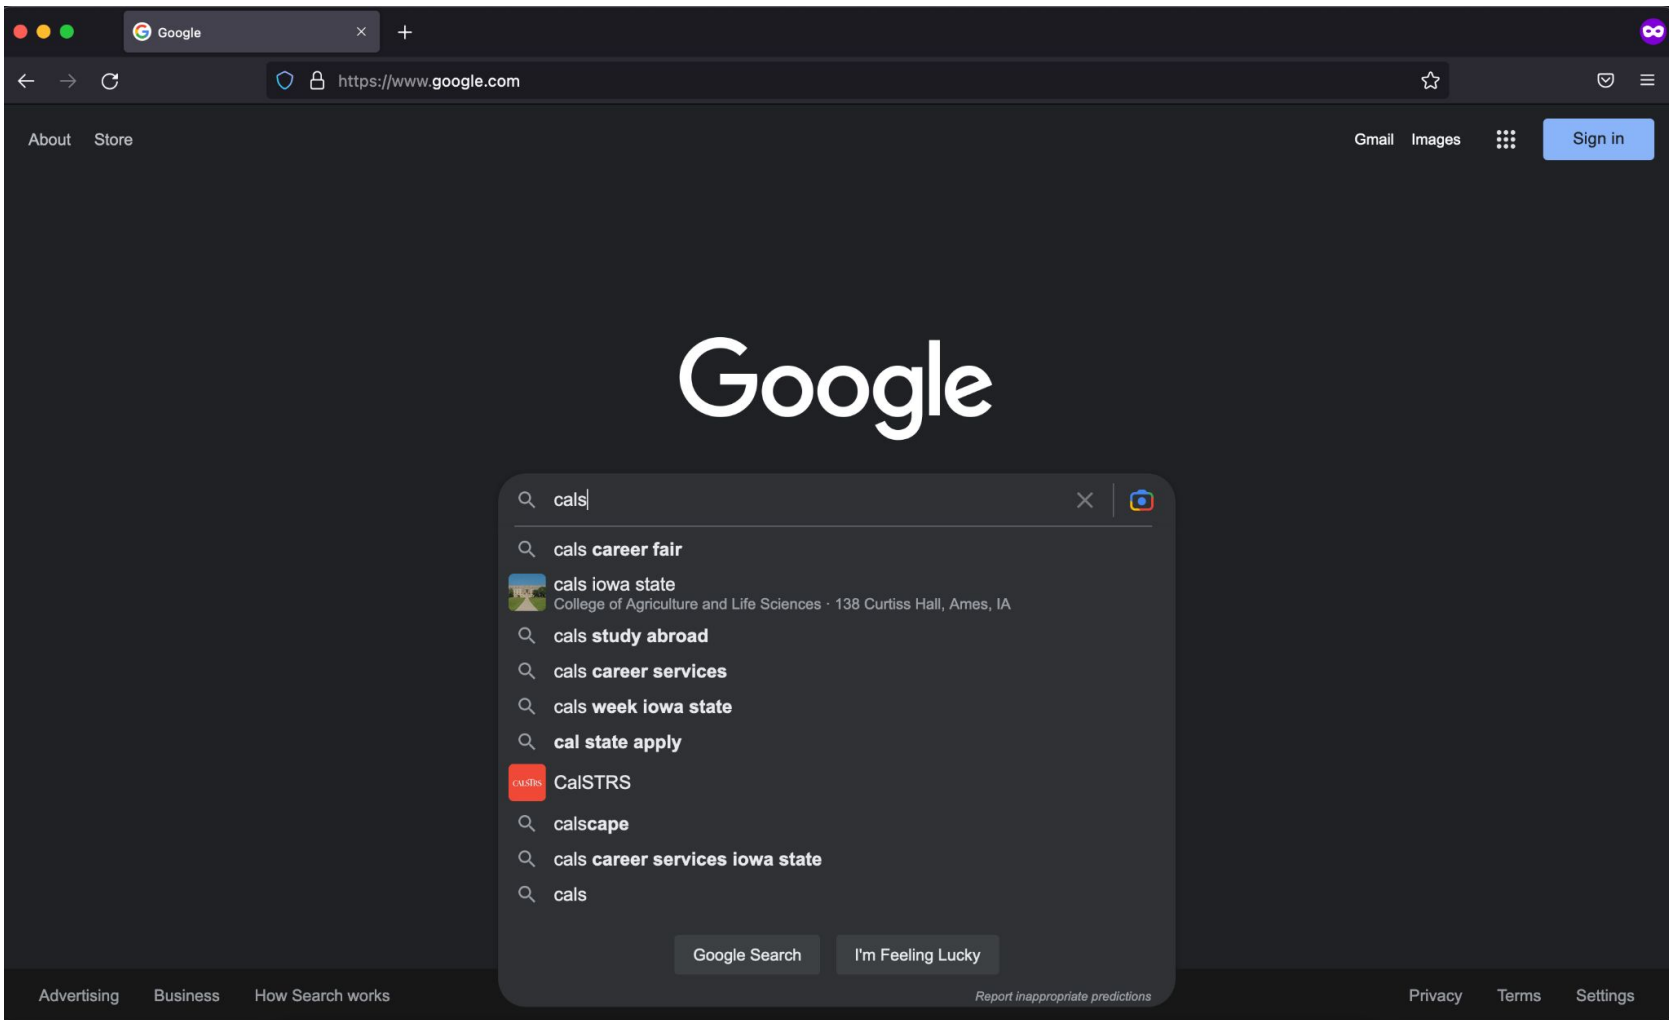 Google
https://www.google.com
About Store Gmail Images Sign in
Google
cals
cals career fair
cals iowa state
College of Agriculture and Life Sciences · 138 Curtiss Hall, Ames, IA
cals study abroad
cals career services
cals week iowa state
cal state apply
CALSTRS CalSTRS
calscape
cals career services iowa state
cals
Google Search I'm Feeling Lucky
Report inappropriate predictions
Advertising Business How Search works Privacy Terms Settings